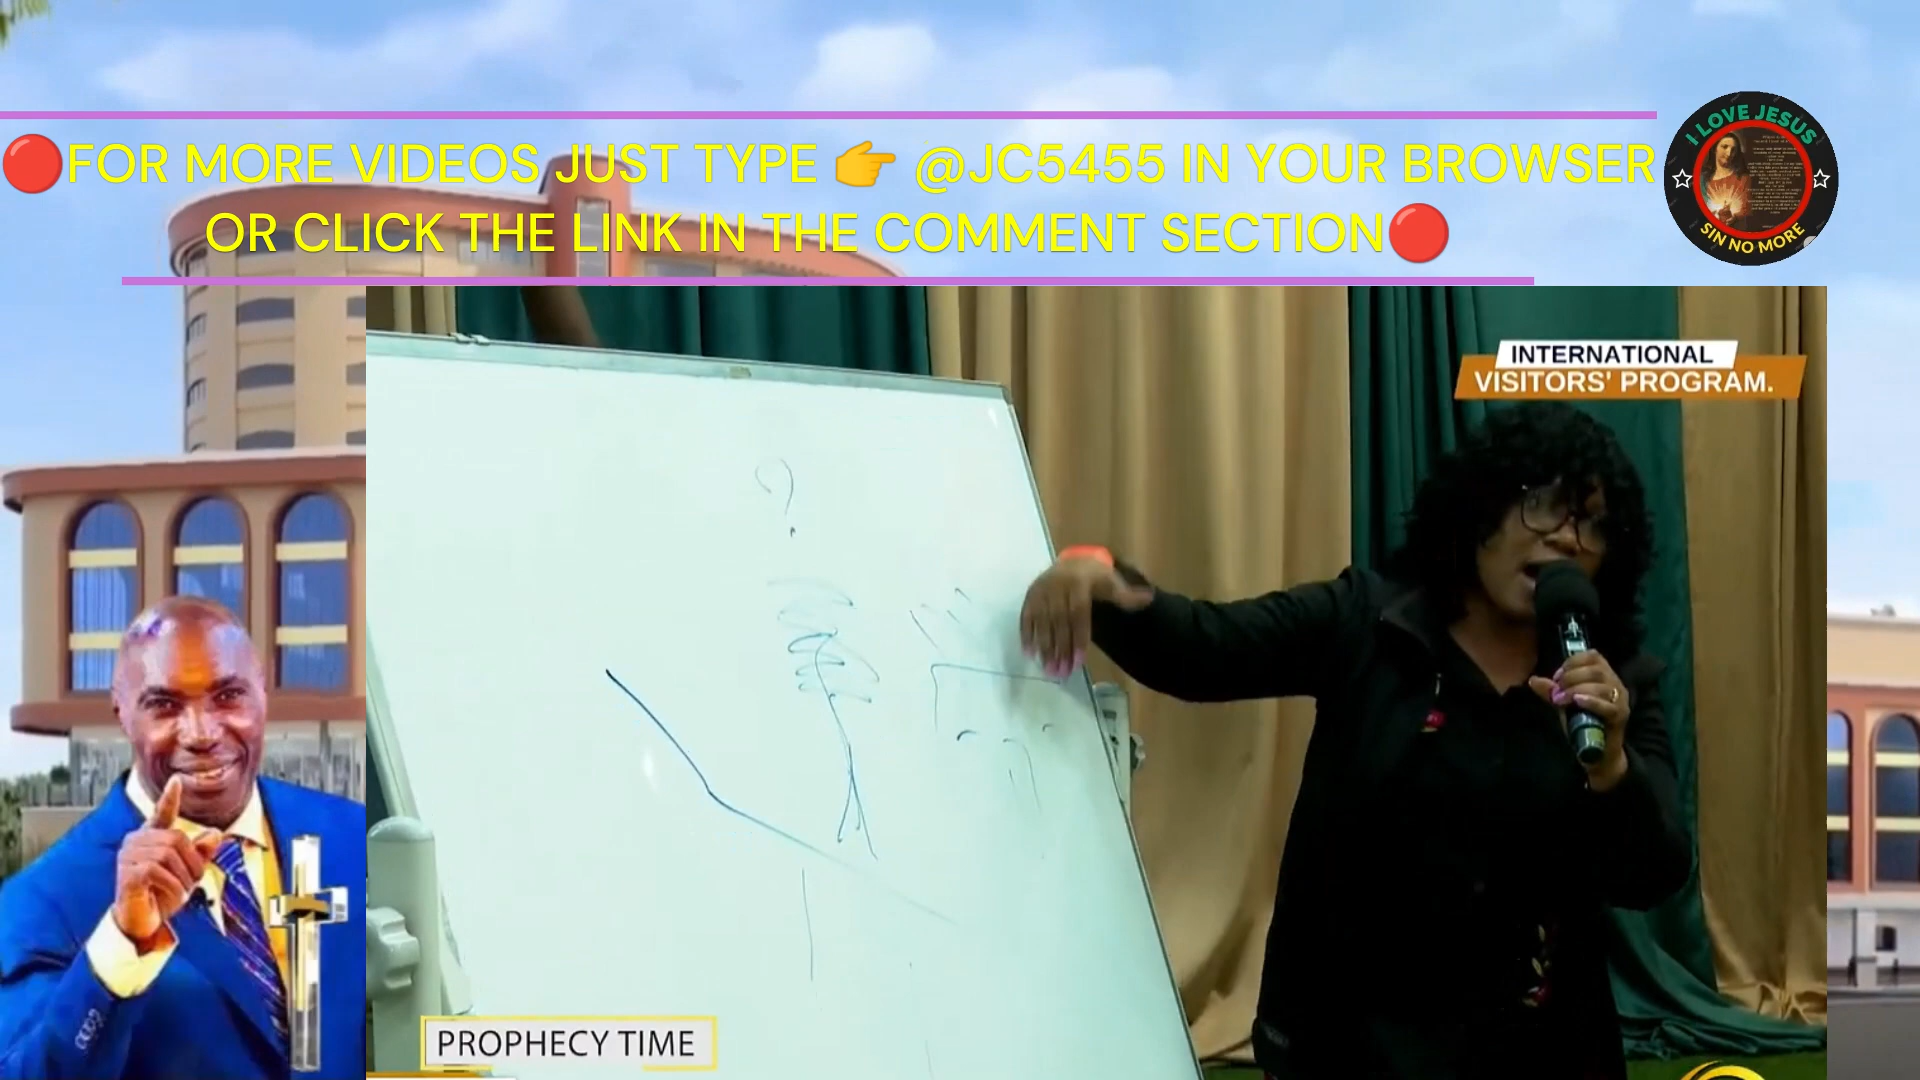 🔴FOR MORE VIDEOS JUST TYPE 👉 @JC5455 IN YOUR BROWSER
OR CLICK THE LINK IN THE COMMENT SECTION🔴
I LOVE JESUS
SIN NO MORE
INTERNATIONAL
VISITORS' PROGRAM.
?
PROPHECY TIME